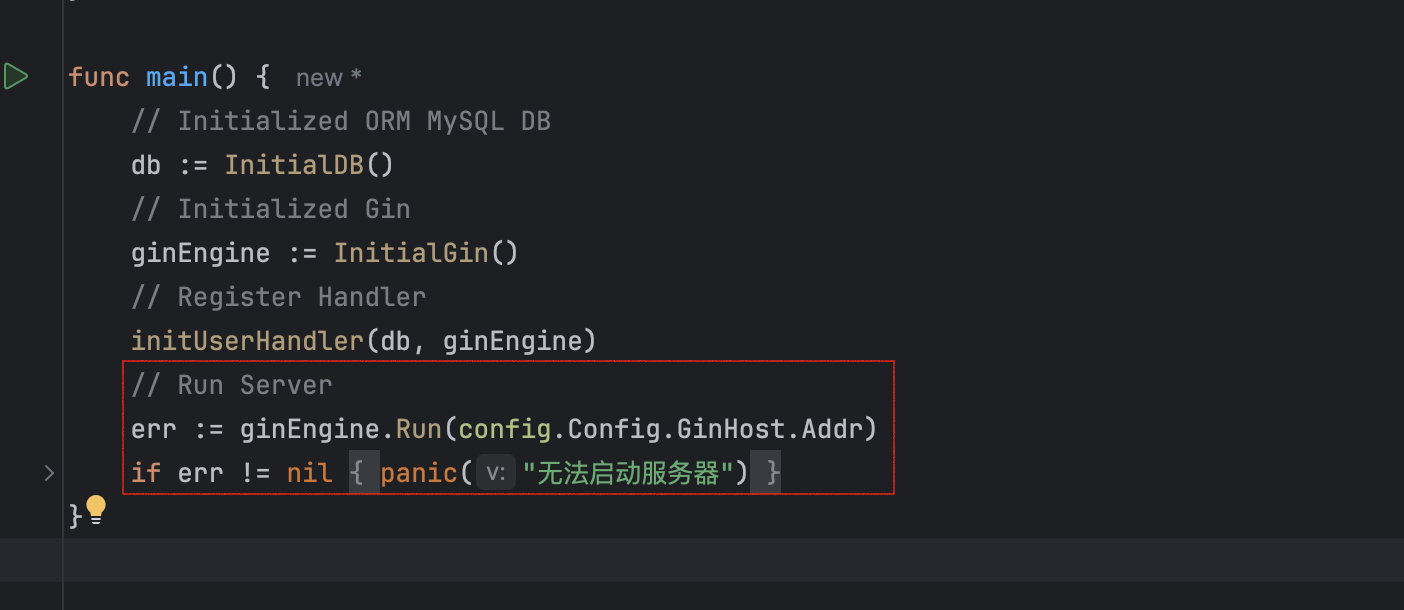 func main() { new *
// Initialized ORM MySQL DB
db := InitialDB()
// Initialized Gin
ginEngine := InitialGin()
// Register Handler
initUserHandler(db, ginEngine)
// Run Server
err := ginEngine.Run(config.Config.GinHost.Addr)
if err != nil { panic( v: "无法启动服务器") }
}